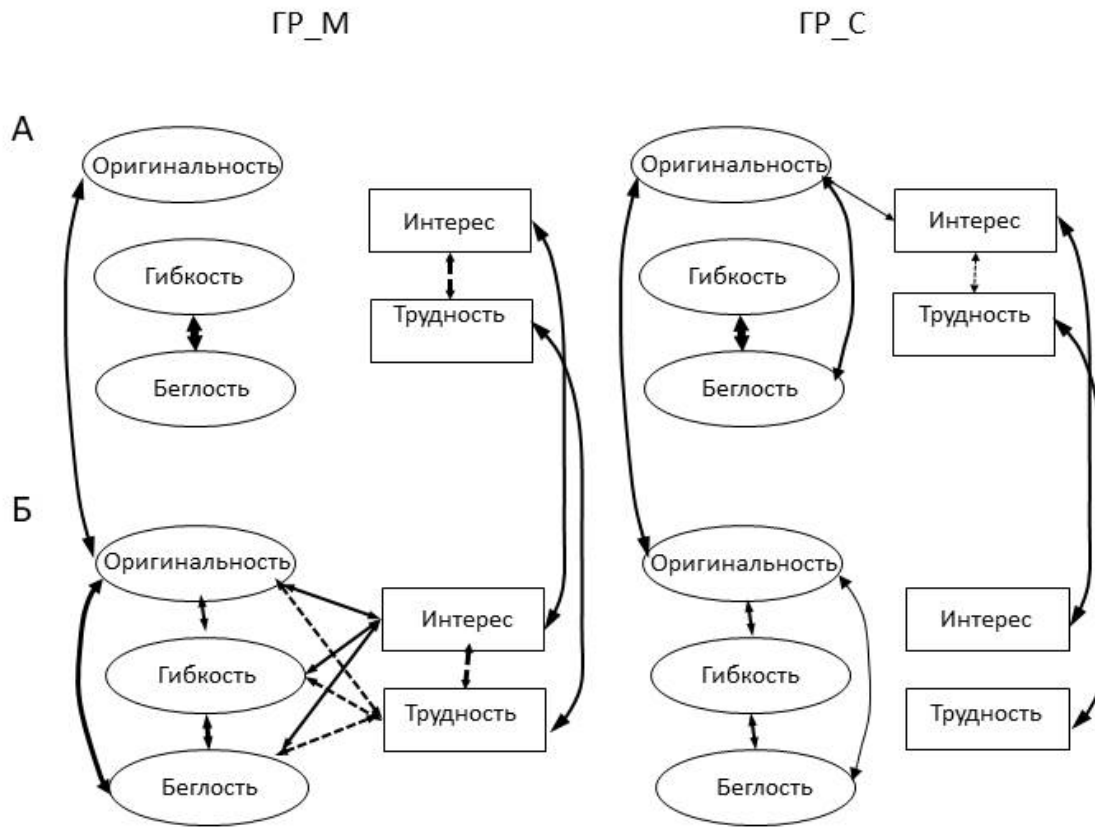 ГР_М
ГР_С
А
Оригинальность
Интерес
Гибкость
Трудность
Беглость
Оригинальность
Интерес
Гибкость
Трудность
Беглость
Б
Оригинальность
Интерес
Гибкость
Трудность
Беглость
Оригинальность
Интерес
Гибкость
Трудность
Беглость